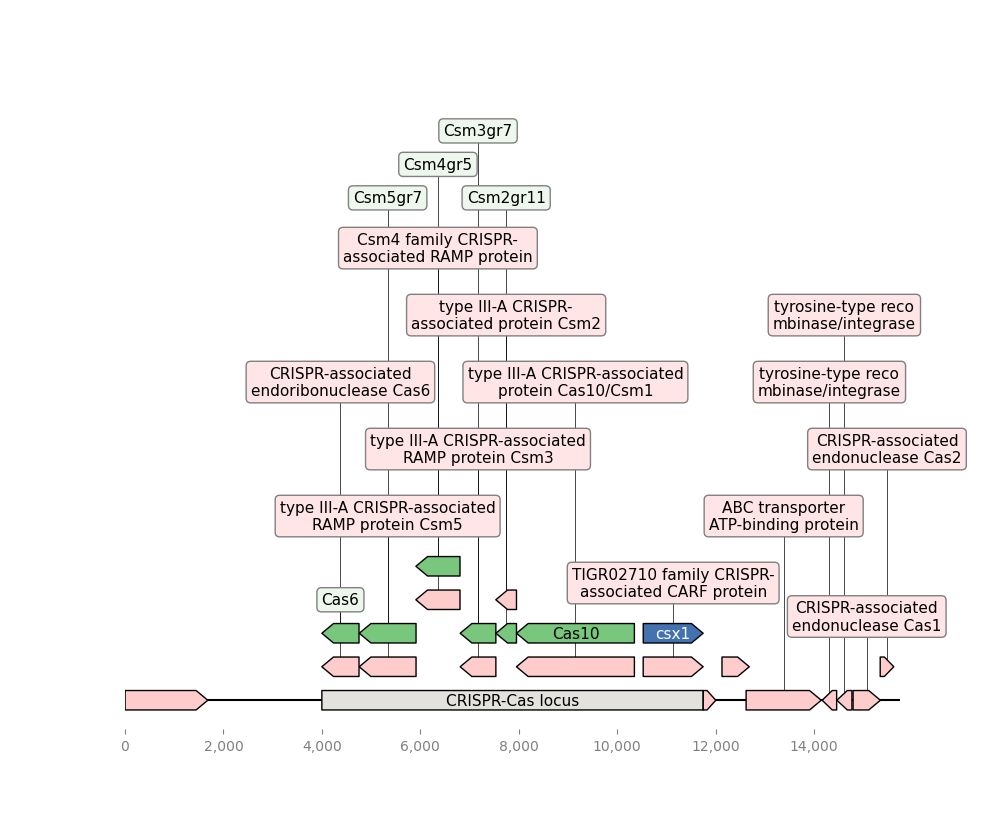 Csm3gr7
Csm4gr5
Csm5gr7
Csm2gr11
Csm4 family CRISPR-
associated RAMP protein
type III-A CRISPR-
associated protein Csm2
tyrosine-type reco
mbinase/integrase
CRISPR-associated
endoribonuclease Cas6
type III-A CRISPR-associated
protein Cas10/Csm1
tyrosine-type reco
mbinase/integrase
type III-A CRISPR-associated
RAMP protein Csm3
CRISPR-associated
endonuclease Cas2
type III-A CRISPR-associated
RAMP protein Csm5
ABC transporter
ATP-binding protein
TIGR02710 family CRISPR-
associated CARF protein
Cas6
CRISPR-associated
endonuclease Cas1
Cas10
csx1
CRISPR-Cas locus
0
2,000
4,000
6,000
8,000
10,000
12,000
14,000